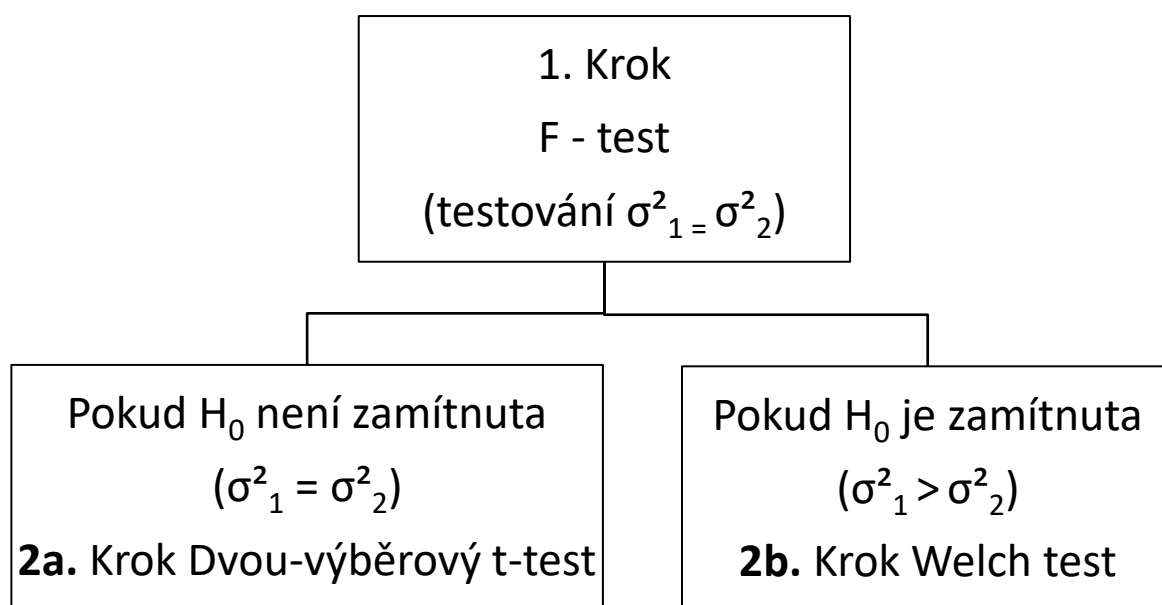 1. Krok
F - test
(testování σ²₁ = σ²₂)
Pokud H₀ není zamítnuta
(σ²₁ = σ²₂)
2a. Krok Dvou-výběrový t-test
Pokud H₀ je zamítnuta
(σ²₁ > σ²₂)
2b. Krok Welch test